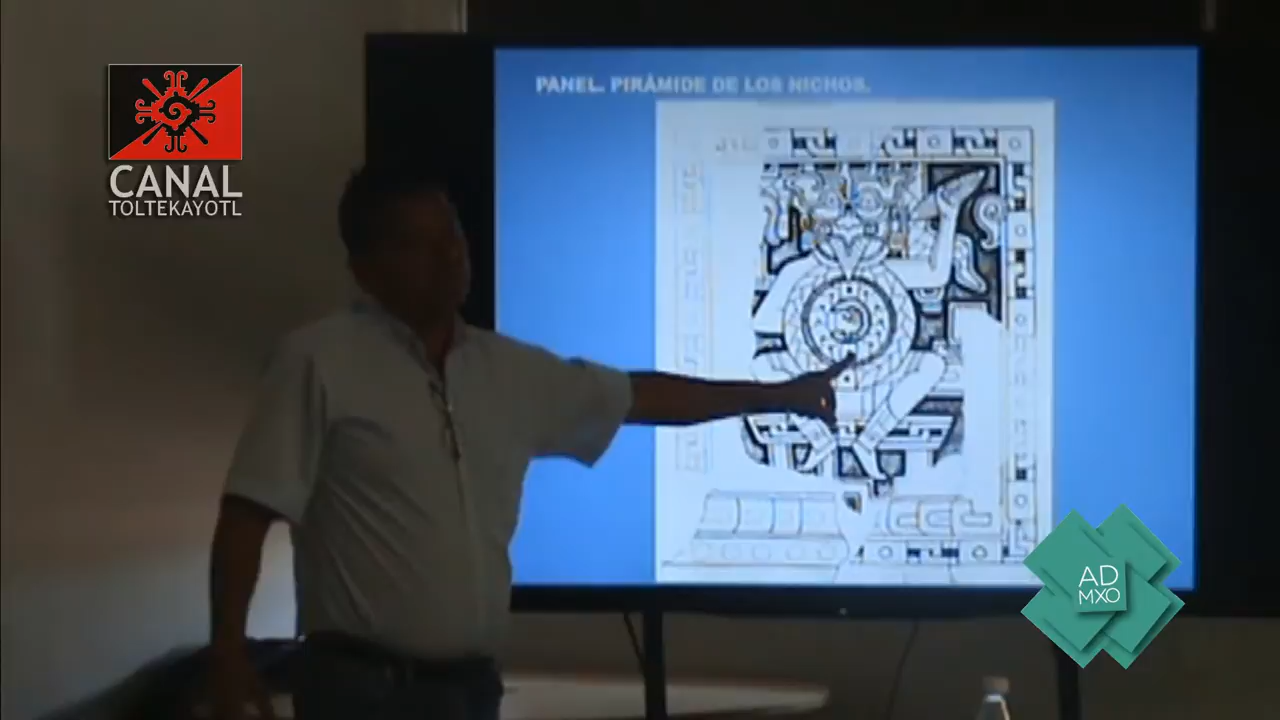 PANEL. PIRÁMIDE DE LOS NICHOS.
CANAL
TOLTEKAYOTL
AD
MXO